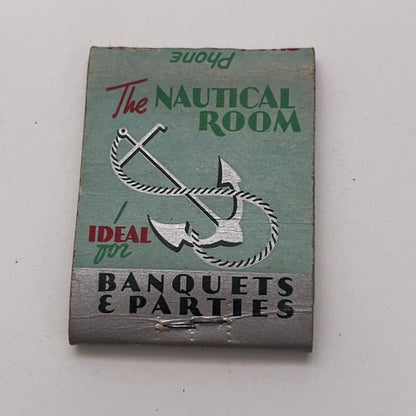 Phone
The NAUTICAL
ROOM
IDEAL
for
BANQUETS
& PARTIES